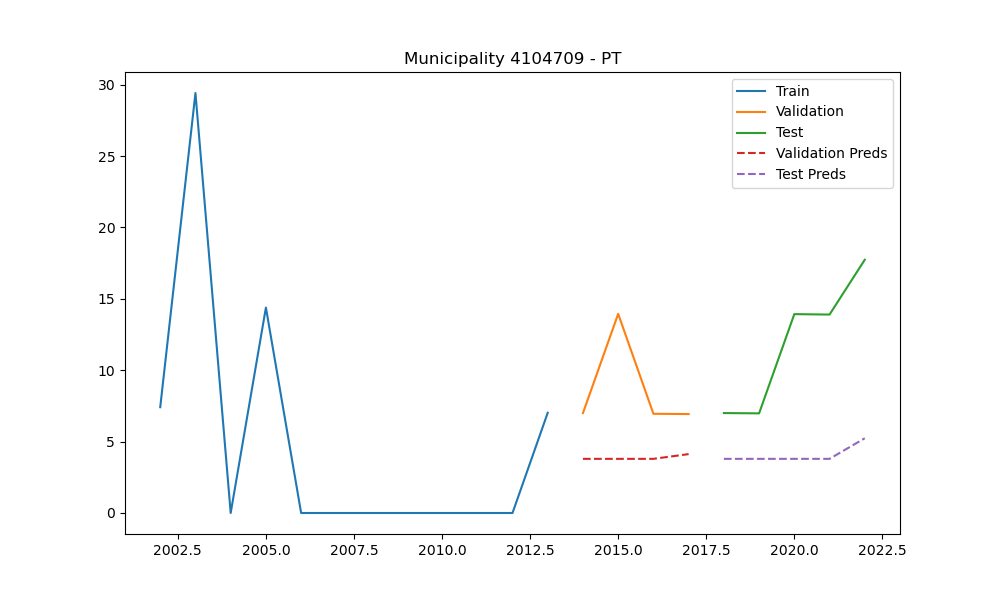 Municipality 4104709 - PT
30
25
20
15
10
5
0
2002.5 2005.0 2007.5 2010.0 2012.5 2015.0 2017.5 2020.0 2022.5
Train
Validation
Test
Validation Preds
Test Preds